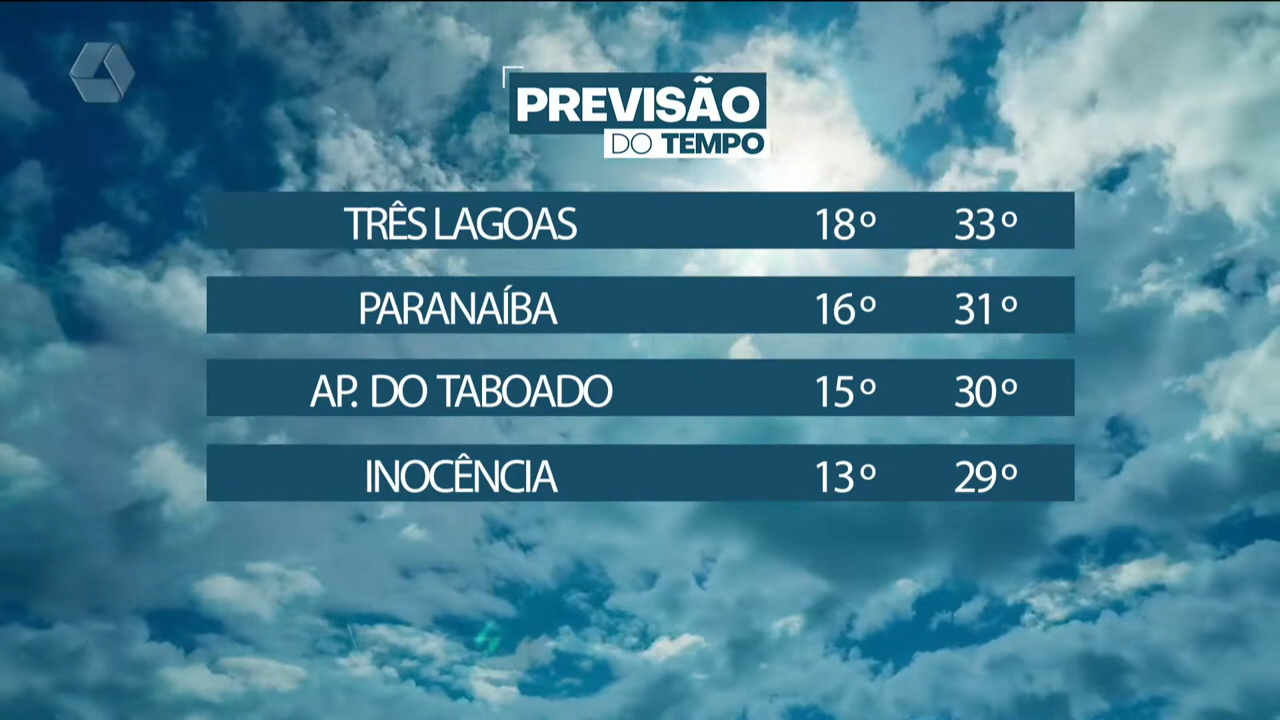 PREVISÃO
DO TEMPO
TRÊS LAGOAS 18º 33º
PARANAÍBA 16º 31º
AP. DO TABOADO 15º 30º
INOCÊNCIA 13º 29º